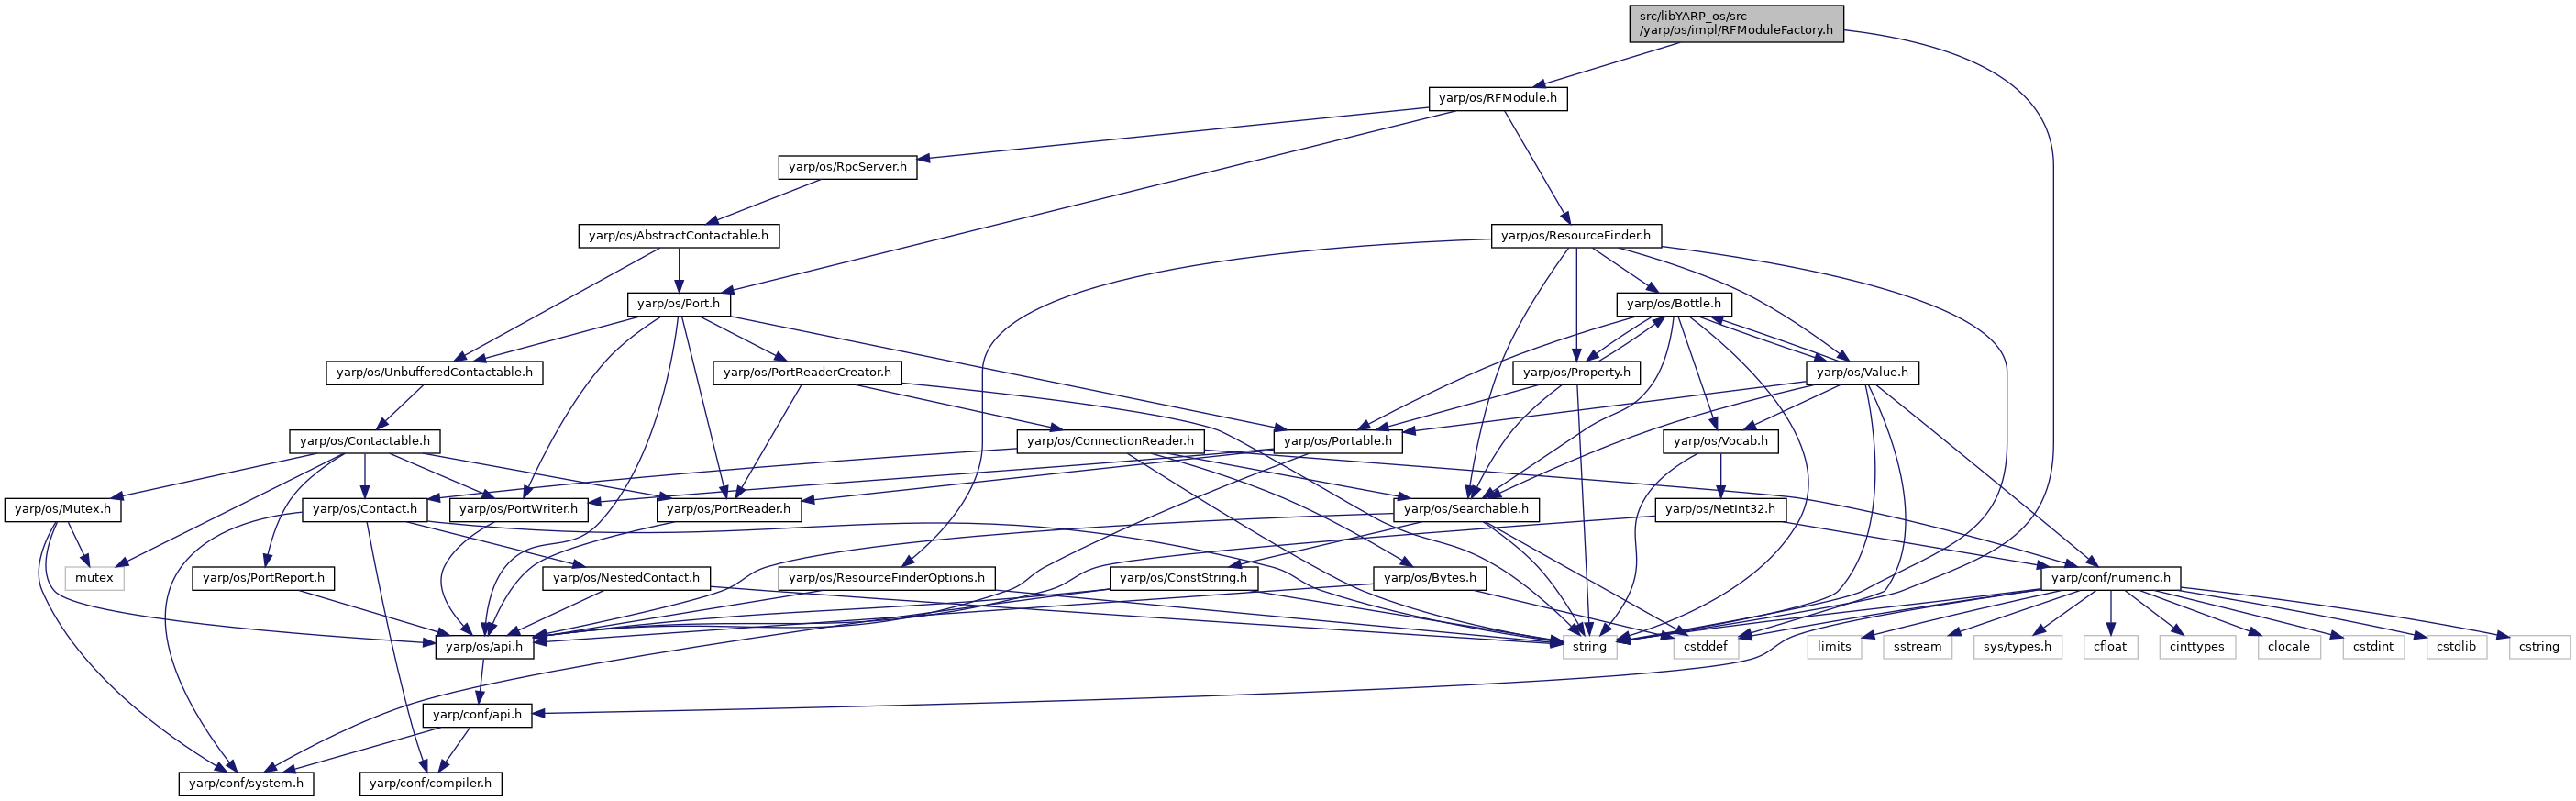 src/libYARP_os/src
/yarp/os/impl/RFModuleFactory.h
yarp/os/RFModule.h
yarp/os/RpcServer.h
yarp/os/AbstractContactable.h
yarp/os/ResourceFinder.h
yarp/os/Port.h
yarp/os/Bottle.h
yarp/os/UnbufferedContactable.h
yarp/os/PortReaderCreator.h
yarp/os/Property.h
yarp/os/Value.h
yarp/os/Contactable.h
yarp/os/ConnectionReader.h
yarp/os/Portable.h
yarp/os/Vocab.h
yarp/os/Mutex.h
yarp/os/Contact.h
yarp/os/PortWriter.h
yarp/os/PortReader.h
yarp/os/Searchable.h
yarp/os/NetInt32.h
mutex
yarp/os/PortReport.h
yarp/os/NestedContact.h
yarp/os/ResourceFinderOptions.h
yarp/os/ConstString.h
yarp/os/Bytes.h
yarp/conf/numeric.h
yarp/os/api.h
string
cstddef
limits
sstream
sys/types.h
cfloat
cinttypes
clocale
cstdint
cstdlib
cstring
yarp/conf/api.h
yarp/conf/system.h
yarp/conf/compiler.h